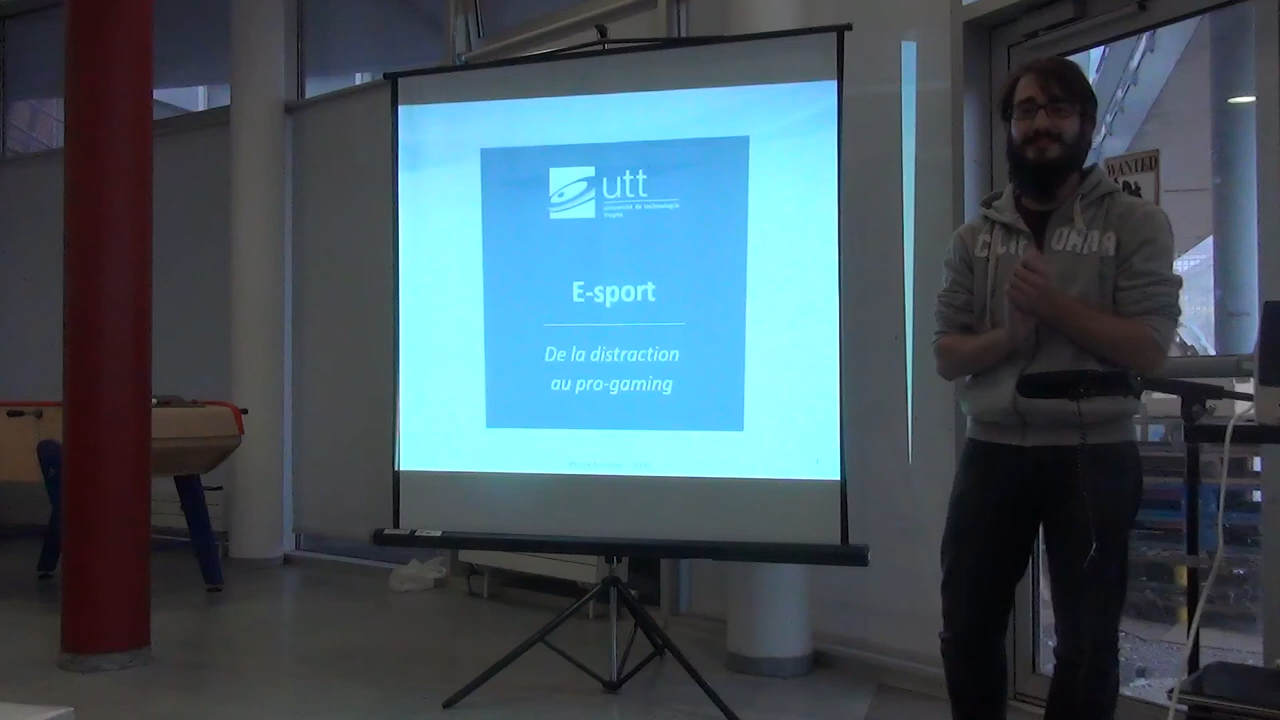 utt
université de technologie
Troyes
E-sport
De la distraction
au pro-gaming
WANTED